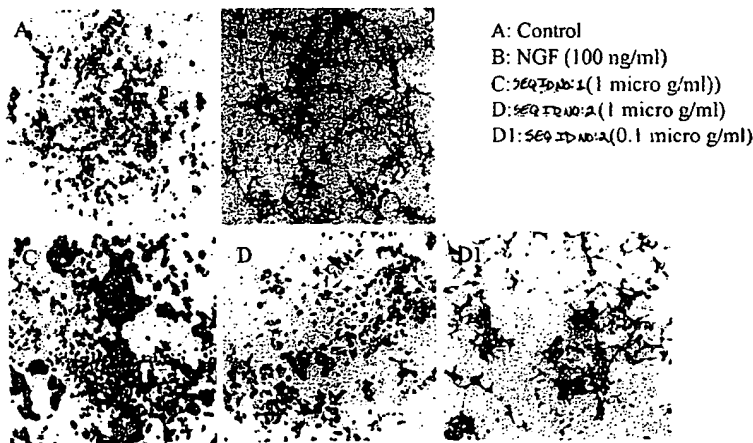 A
A: Control
B: NGF (100 ng/ml)
C: SEQ ID NO: 1 (1 micro g/ml))
D: SEQ ID NO: 2 (1 micro g/ml)
D1: SEQ ID NO: 2 (0.1 micro g/ml)
C
D
D1